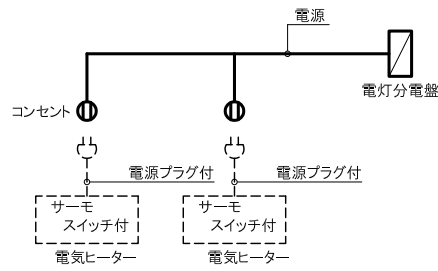 電源
電灯分電盤
コンセント
電源プラグ付
電源プラグ付
サーモ
スイッチ付
サーモ
スイッチ付
電気ヒーター
電気ヒーター